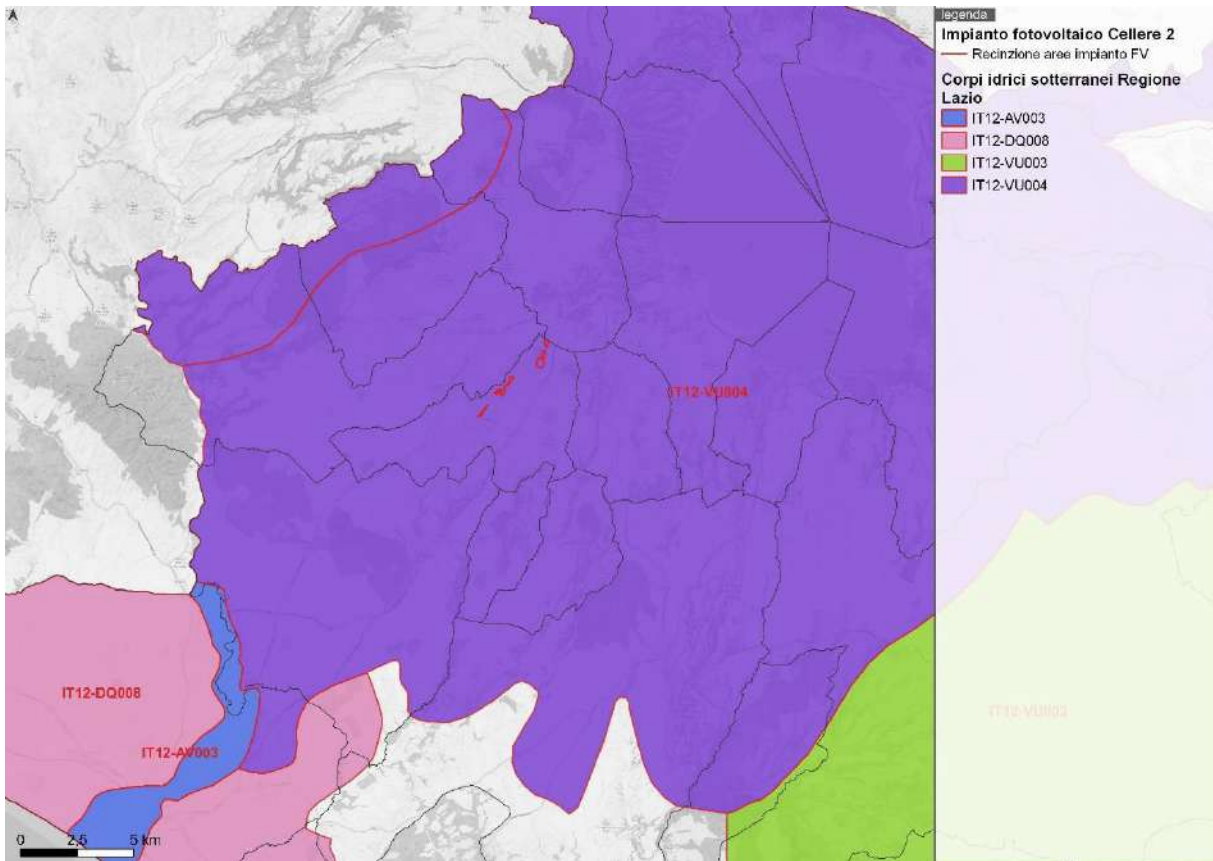 legenda
Impianto fotovoltaico Cellere 2
Recinzione aree impianto FV
Corpi idrici sotterranei Regione
Lazio
IT12-AV003
IT12-DQ008
IT12-VU003
IT12-VU004
IT12-VU004
IT12-DQ008
IT12-VU003
IT12-AV003
0 2,5 5 km